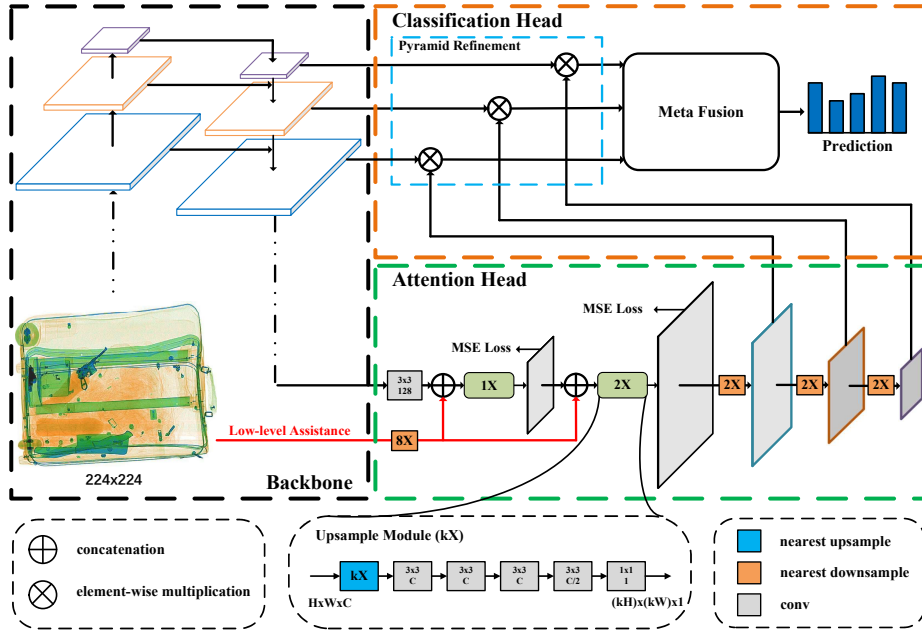 Classification Head
Pyramid Refinement
Meta Fusion
Prediction
Attention Head
MSE Loss
MSE Loss
3x3
128
1X
2X
2X
2X
2X
Low-level Assistance
8X
224x224
Backbone
concatenation
element-wise multiplication
Upsample Module (kX)
kX
3x3
C
3x3
C
3x3
C
3x3
C/2
1x1
1
HxWxC
(kH)x(kW)x1
nearest upsample
nearest downsample
conv